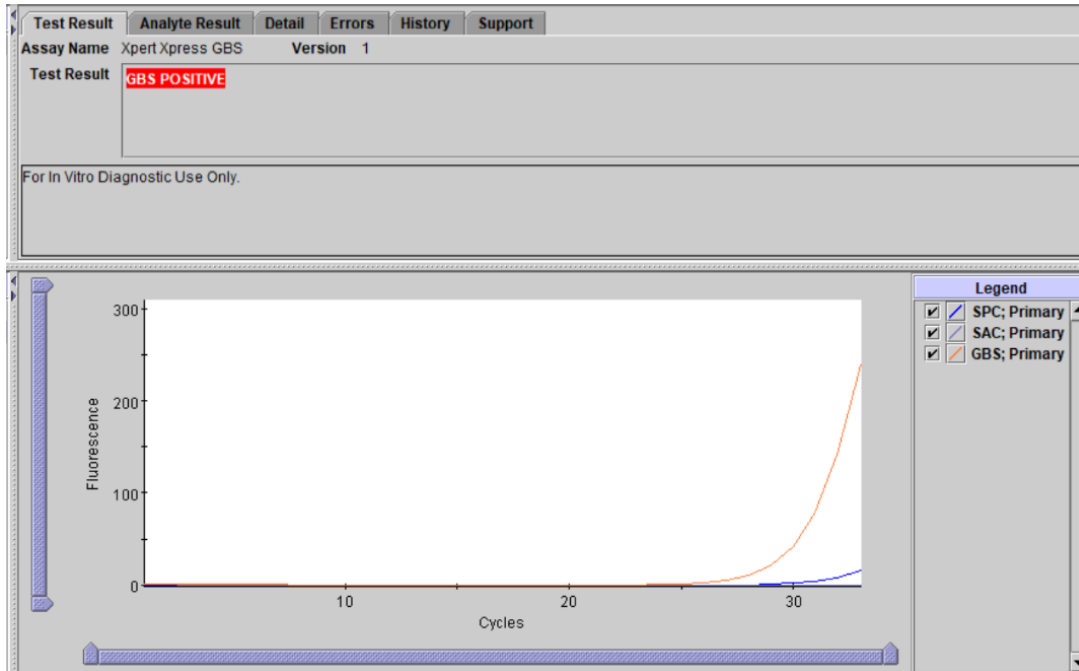 Test Result Analyte Result Detail Errors History Support
Assay Name Xpert Xpress GBS Version 1
Test Result GBS POSITIVE
For In Vitro Diagnostic Use Only.
Legend
SPC; Primary
SAC; Primary
GBS; Primary
300
200
100
0
Fluorescence
10 20 30
Cycles